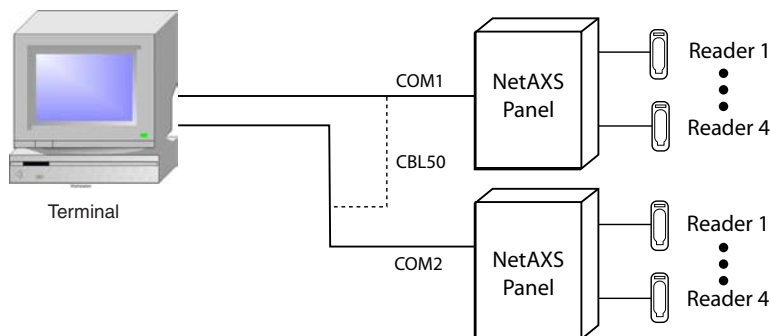 COM1
NetAXS
Panel
Reader 1
Reader 4
CBL50
Terminal
COM2
NetAXS
Panel
Reader 1
Reader 4